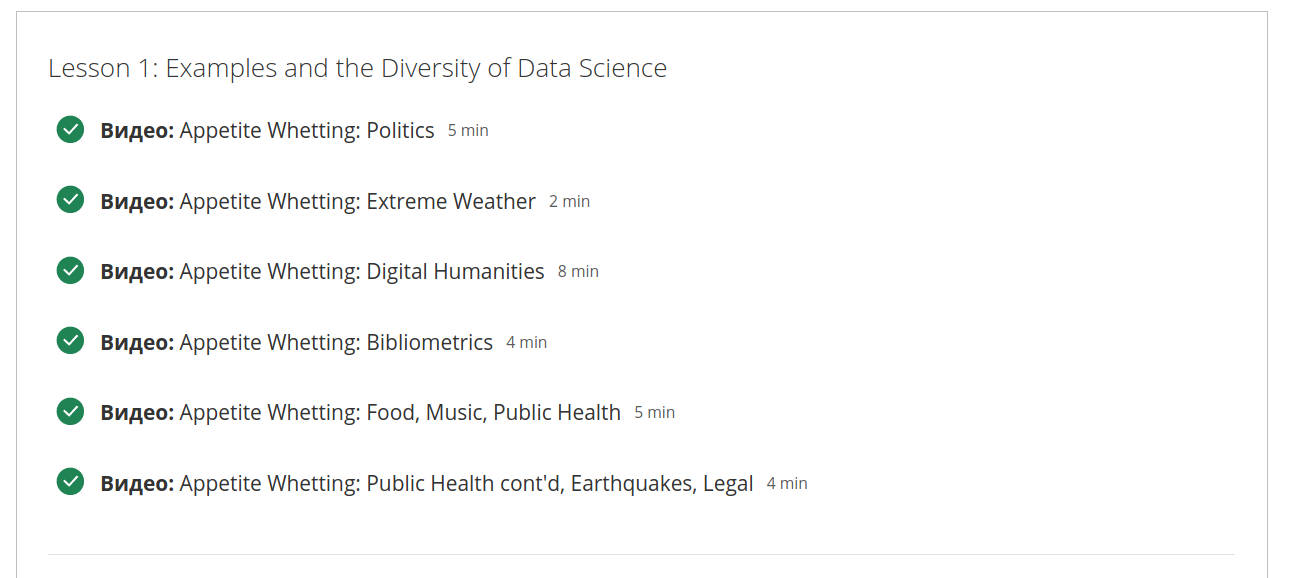 Lesson 1: Examples and the Diversity of Data Science
Видео: Appetite Whetting: Politics 5 min
Видео: Appetite Whetting: Extreme Weather 2 min
Видео: Appetite Whetting: Digital Humanities 8 min
Видео: Appetite Whetting: Bibliometrics 4 min
Видео: Appetite Whetting: Food, Music, Public Health 5 min
Видео: Appetite Whetting: Public Health cont'd, Earthquakes, Legal 4 min